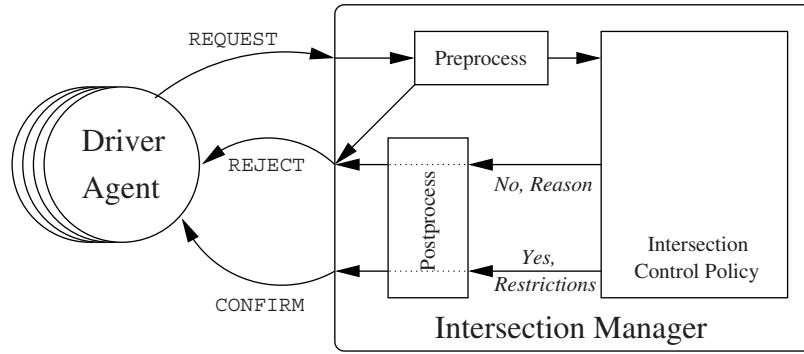 REQUEST
Preprocess
Driver
Agent
REJECT
Postprocess
No, Reason
Yes,
Restrictions
Intersection
Control Policy
CONFIRM
Intersection Manager